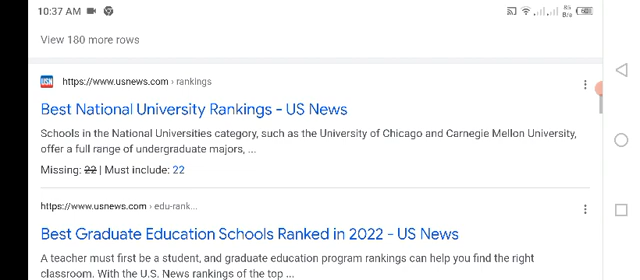 10:37 AM
View 180 more rows
USN https://www.usnews.com › rankings
Best National University Rankings - US News
Schools in the National Universities category, such as the University of Chicago and Carnegie Mellon University,
offer a full range of undergraduate majors, ...
Missing: 22 | Must include: 22
https://www.usnews.com › edu-rank...
Best Graduate Education Schools Ranked in 2022 - US News
A teacher must first be a student, and graduate education program rankings can help you find the right
classroom. With the U.S. News rankings of the top ...